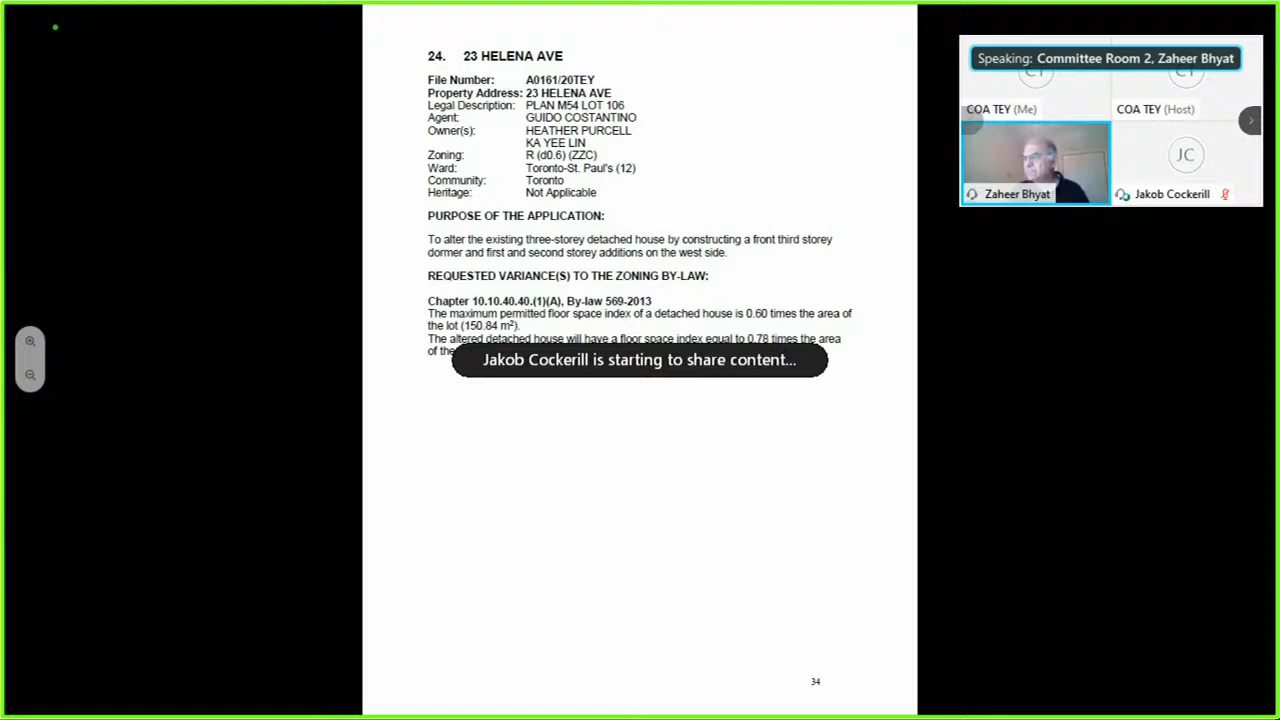 24. 23 HELENA AVE
File Number: A0161/20TEY
Property Address: 23 HELENA AVE
Legal Description: PLAN M54 LOT 106
Agent: GUIDO COSTANTINO
Owner(s): HEATHER PURCELL
KA YEE LIN
Zoning: R (d0.6) (ZZC)
Ward: Toronto-St. Paul's (12)
Community: Toronto
Heritage: Not Applicable
PURPOSE OF THE APPLICATION:
To alter the existing three-storey detached house by constructing a front third storey
dormer and first and second storey additions on the west side.
REQUESTED VARIANCE(S) TO THE ZONING BY-LAW:
Chapter 10.10.40.40.(1)(A), By-law 569-2013
The maximum permitted floor space index of a detached house is 0.60 times the area of
the lot (150.84 m²).
The altered detached house will have a floor space index equal to 0.78 times the area
of the
Jakob Cockerill is starting to share content...
34
Speaking: Committee Room 2, Zaheer Bhyat
COA TEY (Me)
COA TEY (Host)
JC
Zaheer Bhyat
Jakob Cockerill